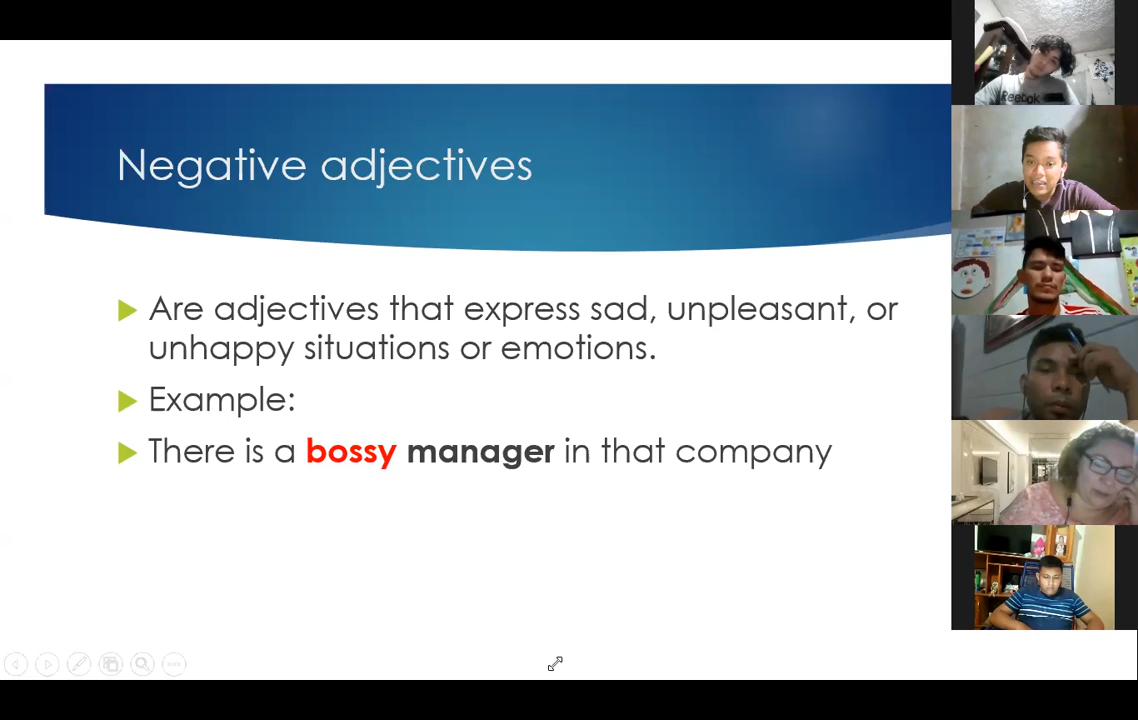 Negative adjectives
Are adjectives that express sad, unpleasant, or
unhappy situations or emotions.
Example:
There is a bossy manager in that company
Reebok